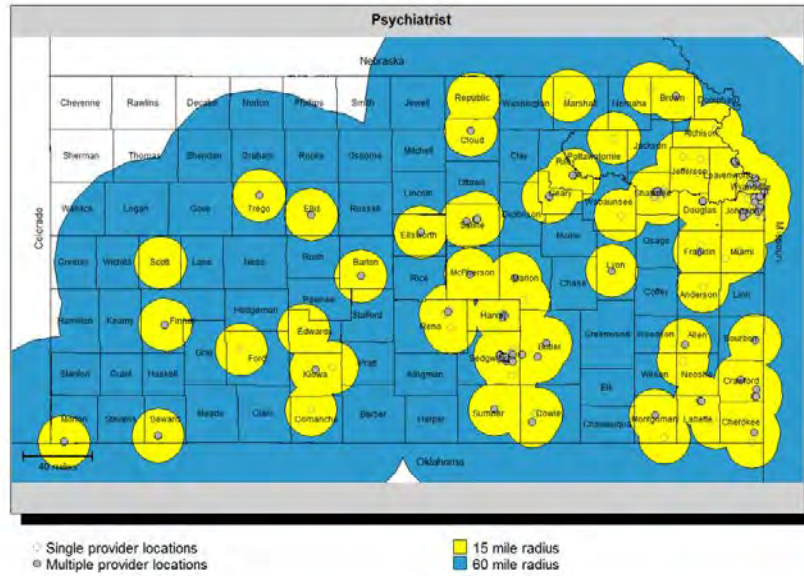 Psychiatrist
Nebraska
Cheyenne Rawlins Decatur Norton Phillips Smith Jewell Republic Washington Marshall Nemaha Brown Doniphan
Cloud
Sherman Thomas Sheridan Graham Rooks Osborne Mitchell Clay Riley Pottawatomie Jackson Atchison
Jefferson Leavenworth
Lincoln Ottawa Geary Shawnee Wyandotte
Wallace Logan Gove Trego Ellis Russell Dickinson Wabaunsee Douglas Johnson
Ellsworth Saline Morris Osage
Colorado Missouri
Greeley Wichita Scott Lane Ness Rush Barton Rice McPherson Marion Chase Lyon Franklin Miami
Coffey Anderson Linn
Hamilton Kearny Finney Hodgeman Pawnee Stafford Reno Harvey
Edwards
Gray Ford Sedgwick Butler Greenwood Woodson Allen Bourbon
Stanton Grant Haskell Kiowa Pratt Kingman Wilson Neosho Crawford
Elk
Morton Stevens Seward Meade Clark Comanche Barber Harper Sumner Cowley Chautauqua Montgomery Labette Cherokee
40 miles
Oklahoma
Single provider locations
Multiple provider locations
15 mile radius
60 mile radius